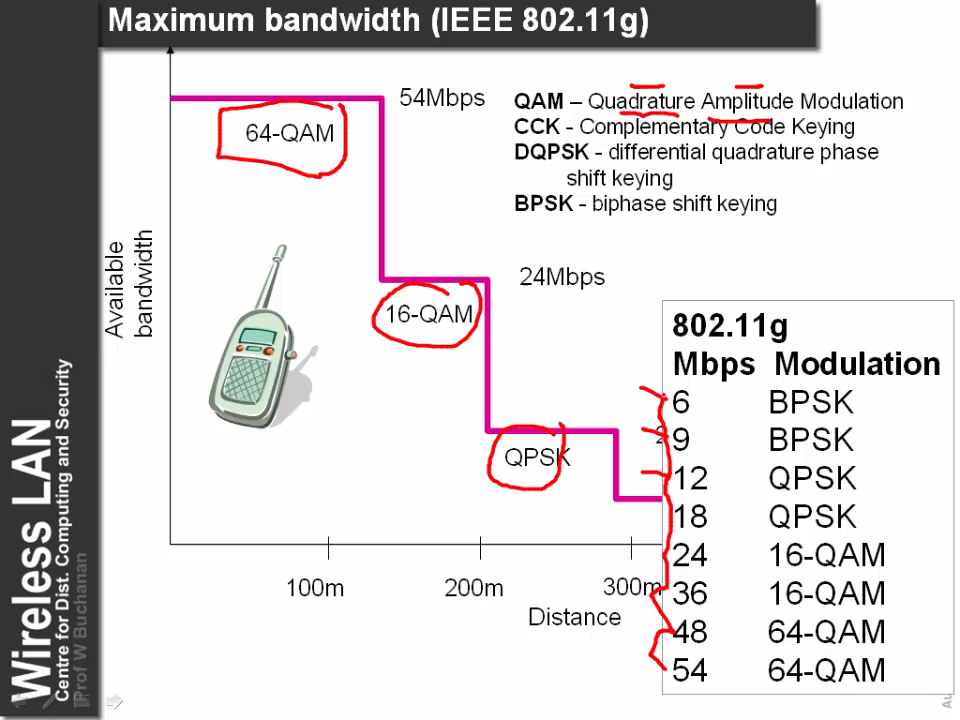 Maximum bandwidth (IEEE 802.11g)
54Mbps
64-QAM
QAM – Quadrature Amplitude Modulation
CCK - Complementary Code Keying
DQPSK - differential quadrature phase
shift keying
BPSK - biphase shift keying
Available
bandwidth
24Mbps
16-QAM
QPSK
802.11g
Mbps Modulation
6 BPSK
9 BPSK
12 QPSK
18 QPSK
24 16-QAM
36 16-QAM
48 64-QAM
54 64-QAM
100m
200m
300m
Distance
Wireless LAN
Centre for Dist. Computing and Security
Prof W Buchanan